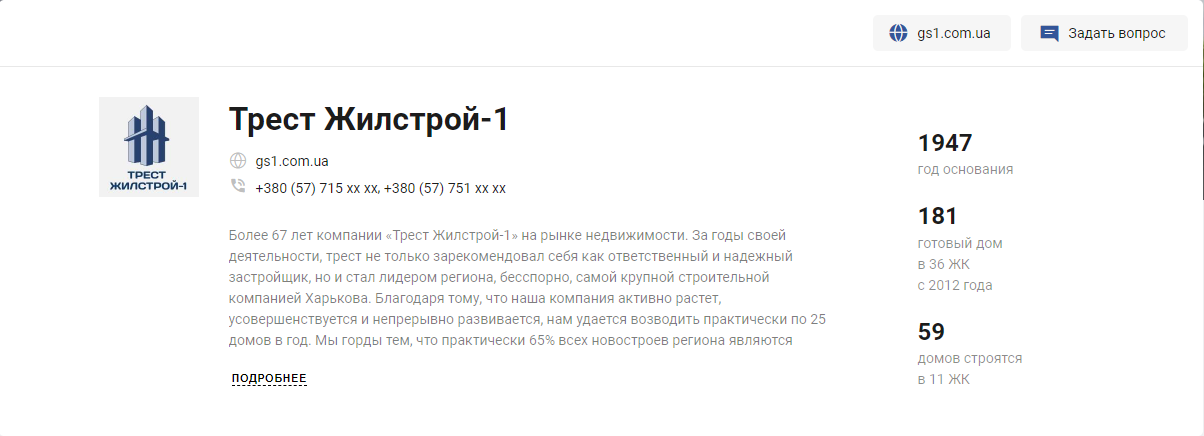 gs1.com.ua
Задать вопрос
ТРЕСТ
ЖИЛСТРОЙ-1
Трест Жилстрой-1
gs1.com.ua
+380 (57) 715 xx xx, +380 (57) 751 xx xx
Более 67 лет компании «Трест Жилстрой-1» на рынке недвижимости. За годы своей
деятельности, трест не только зарекомендовал себя как ответственный и надежный
застройщик, но и стал лидером региона, бесспорно, самой крупной строительной
компанией Харькова. Благодаря тому, что наша компания активно растет,
усовершенствуется и непрерывно развивается, нам удается возводить практически по 25
домов в год. Мы горды тем, что практически 65% всех новостроев региона являются
ПОДРОБНЕЕ
1947
год основания
181
готовый дом
в 36 ЖК
с 2012 года
59
домов строятся
в 11 ЖК